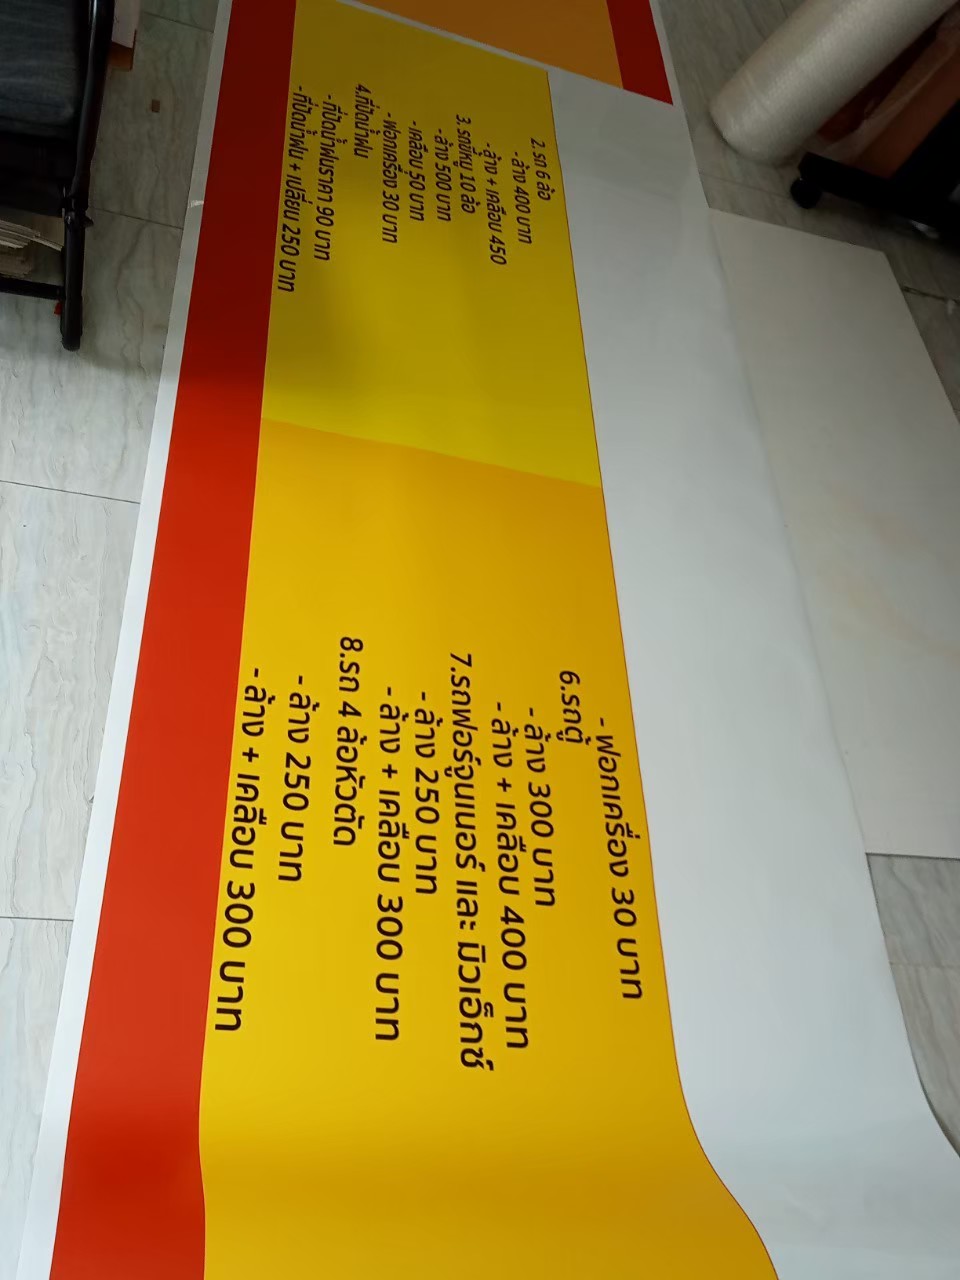 2. รถ 6 ล้อ
- ล้าง 400 บาท
- ล้าง + เคลือบ 450
3. รถพ่วง 10 ล้อ
- ล้าง 500 บาท
- เคลือบ 50 บาท
- ฟอกเครื่อง 30 บาท
4.ที่ปัดน้ำฝน
- ที่ปัดน้ำฝนราคา 90 บาท
- ที่ปัดน้ำฝน + เปลี่ยน 250 บาท
- ฟอกเครื่อง 30 บาท
6.รถตู้
- ล้าง 300 บาท
- ล้าง + เคลือบ 400 บาท
7.รถฟอร์จูนเนอร์ และ มิวเอ็กซ์
- ล้าง 250 บาท
- ล้าง + เคลือบ 300 บาท
8.รถ 4 ล้อหัวตัด
- ล้าง 250 บาท
- ล้าง + เคลือบ 300 บาท